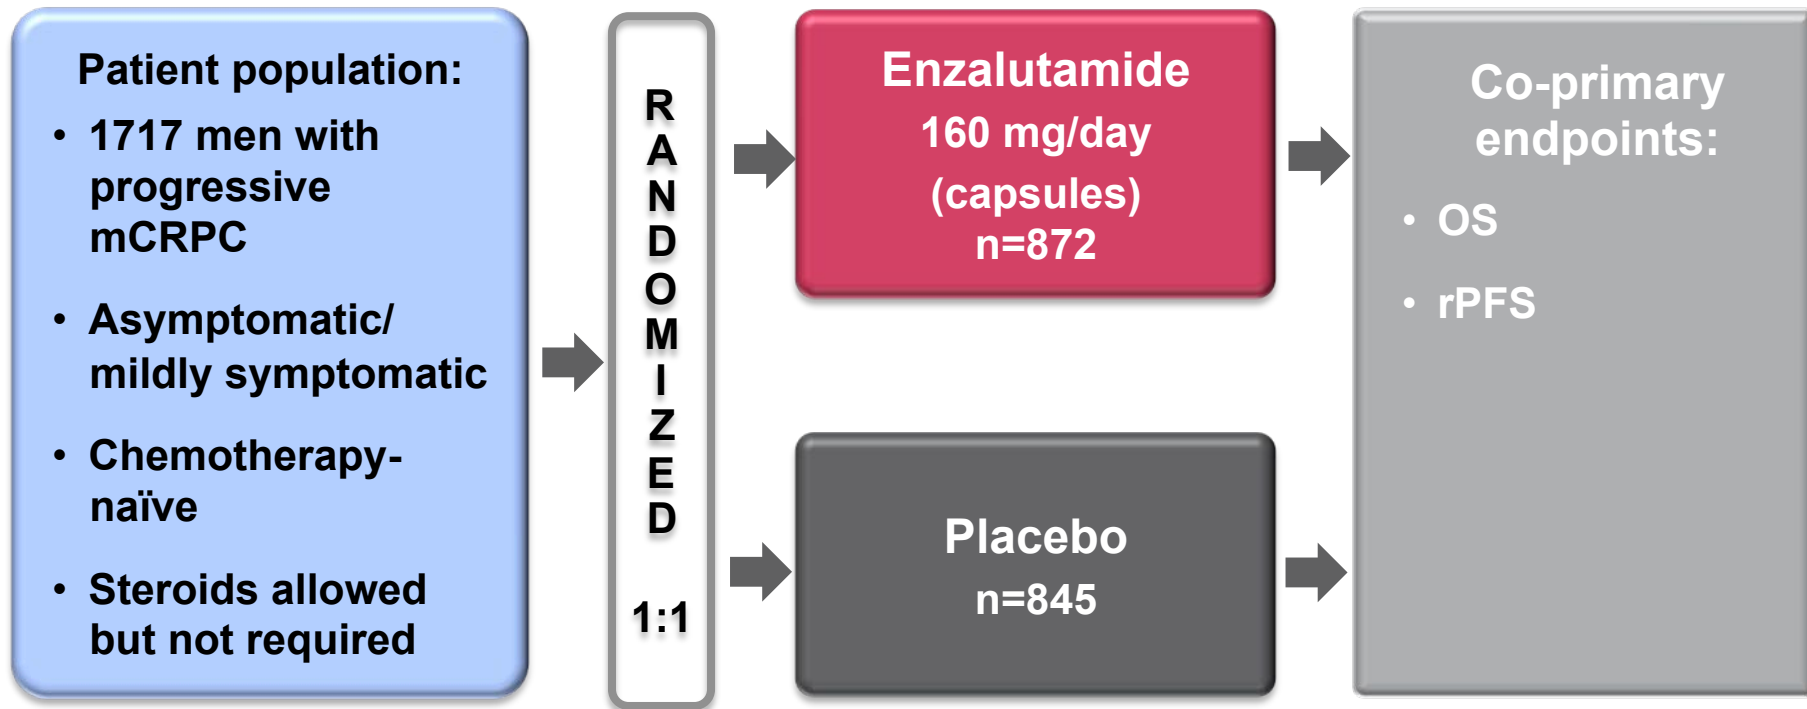 Patient population:
• 1717 men with
progressive
mCRPC
• Asymptomatic/
mildly symptomatic
• Chemotherapy-
naïve
• Steroids allowed
but not required
RANDOMIZED
1:1
Enzalutamide
160 mg/day
(capsules)
n=872
Placebo
n=845
Co-primary
endpoints:
• OS
• rPFS